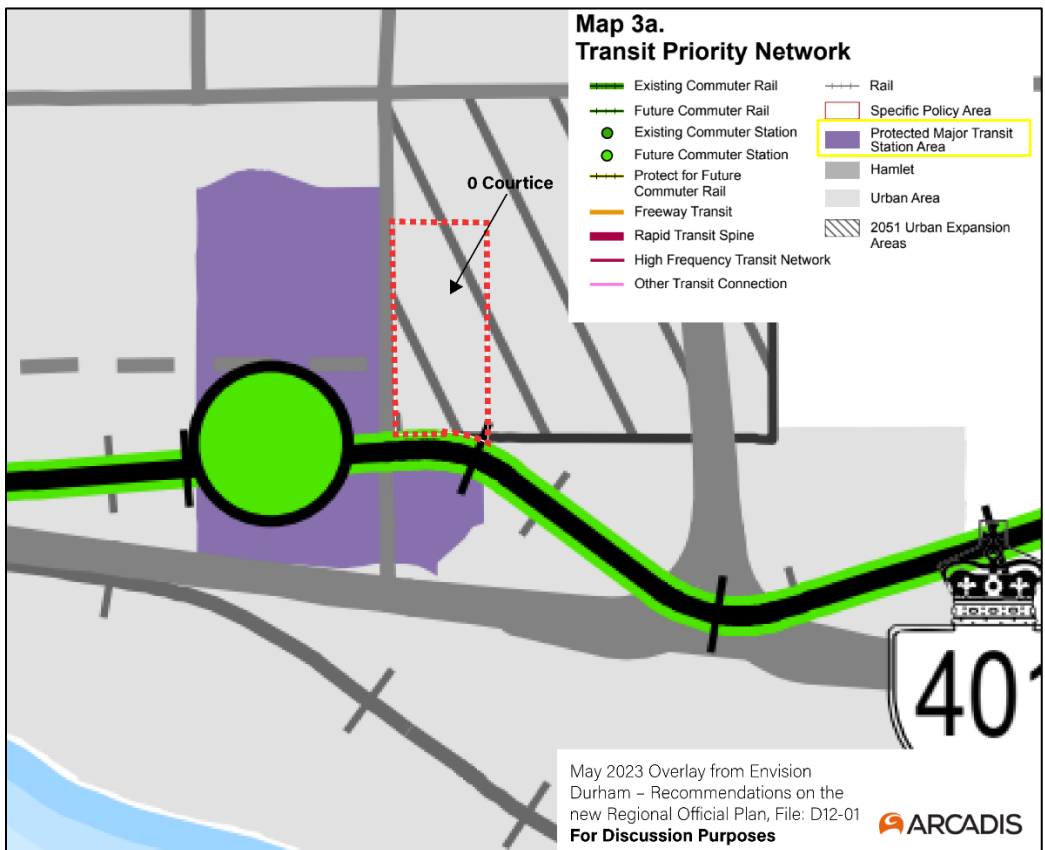 Map 3a.
Transit Priority Network
Existing Commuter Rail
Future Commuter Rail
Existing Commuter Station
Future Commuter Station
Protect for Future
Commuter Rail
Freeway Transit
Rapid Transit Spine
High Frequency Transit Network
Other Transit Connection
Rail
Specific Policy Area
Protected Major Transit
Station Area
Hamlet
Urban Area
2051 Urban Expansion
Areas
0 Courtice
401
May 2023 Overlay from Envision
Durham – Recommendations on the
new Regional Official Plan, File: D12-01
For Discussion Purposes
ARCADIS